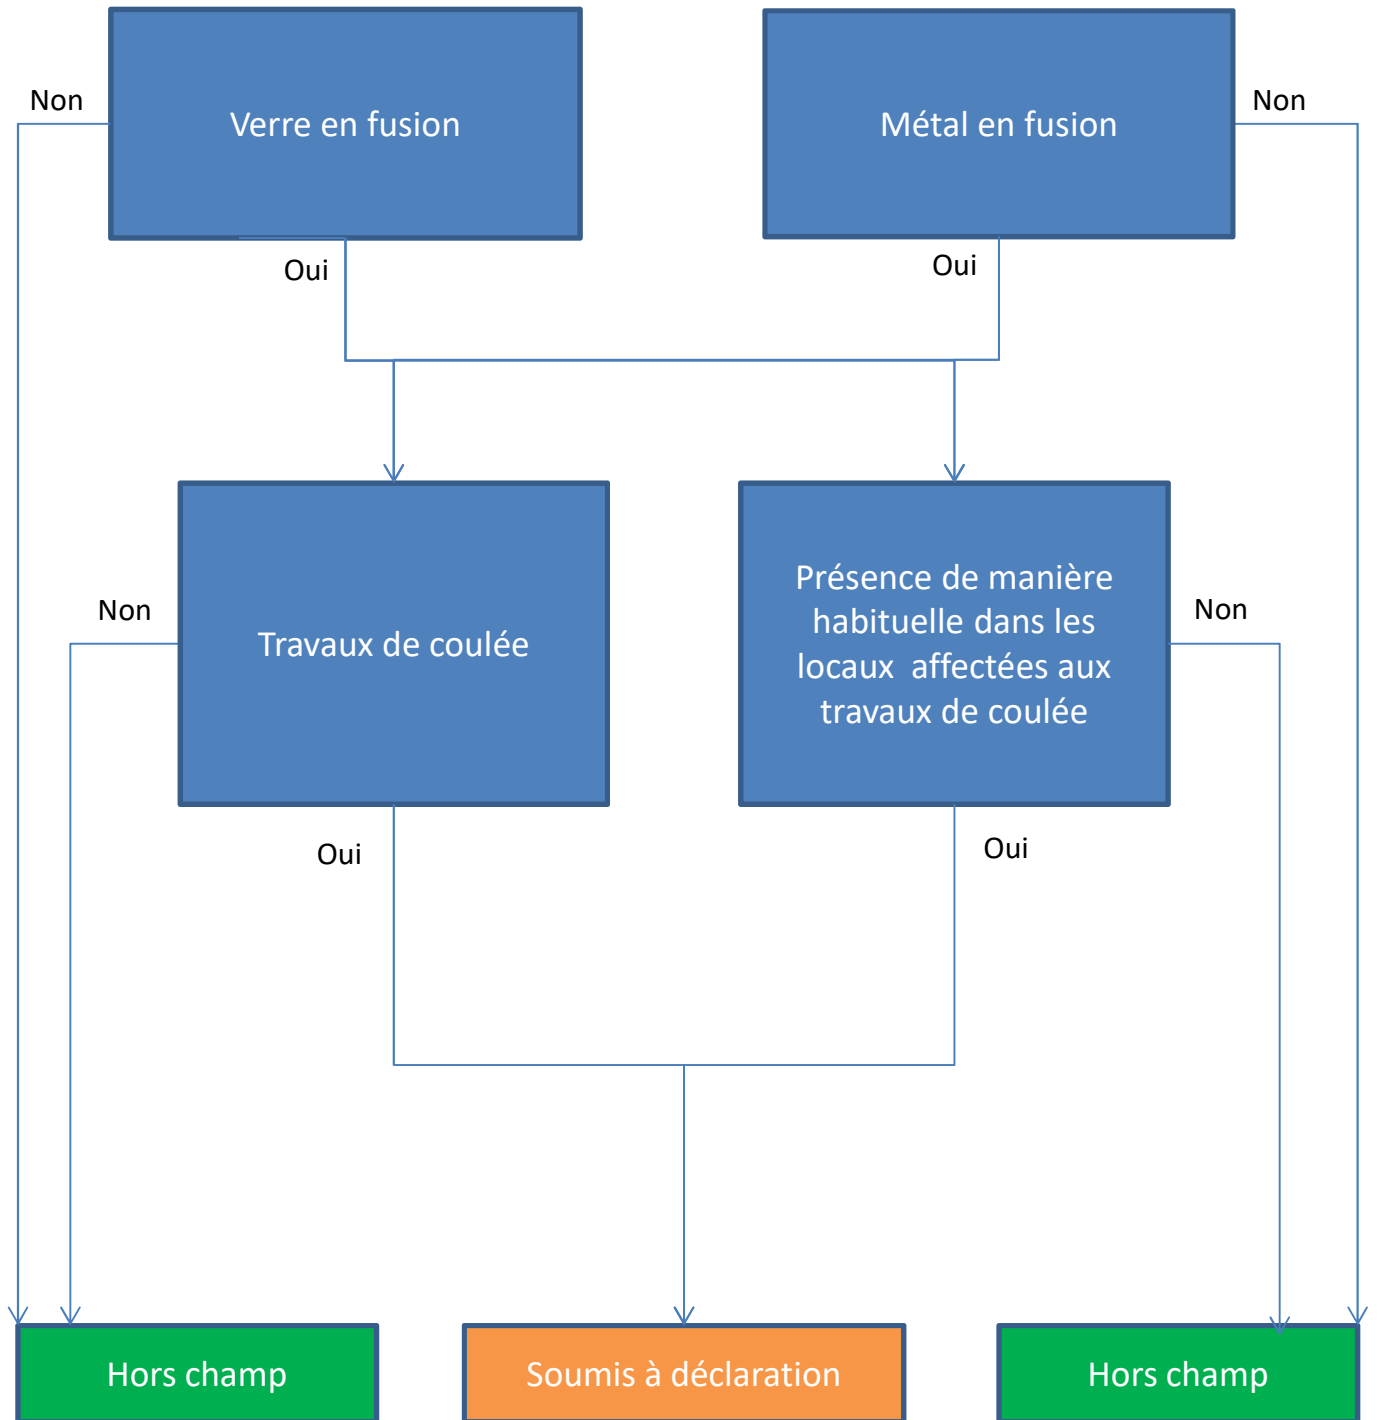 Non
Verre en fusion
Métal en fusion
Non
Oui
Oui
Non
Travaux de coulée
Présence de manière
habituelle dans les
locaux  affectées aux
travaux de coulée
Non
Oui
Oui
Hors champ
Soumis à déclaration
Hors champ